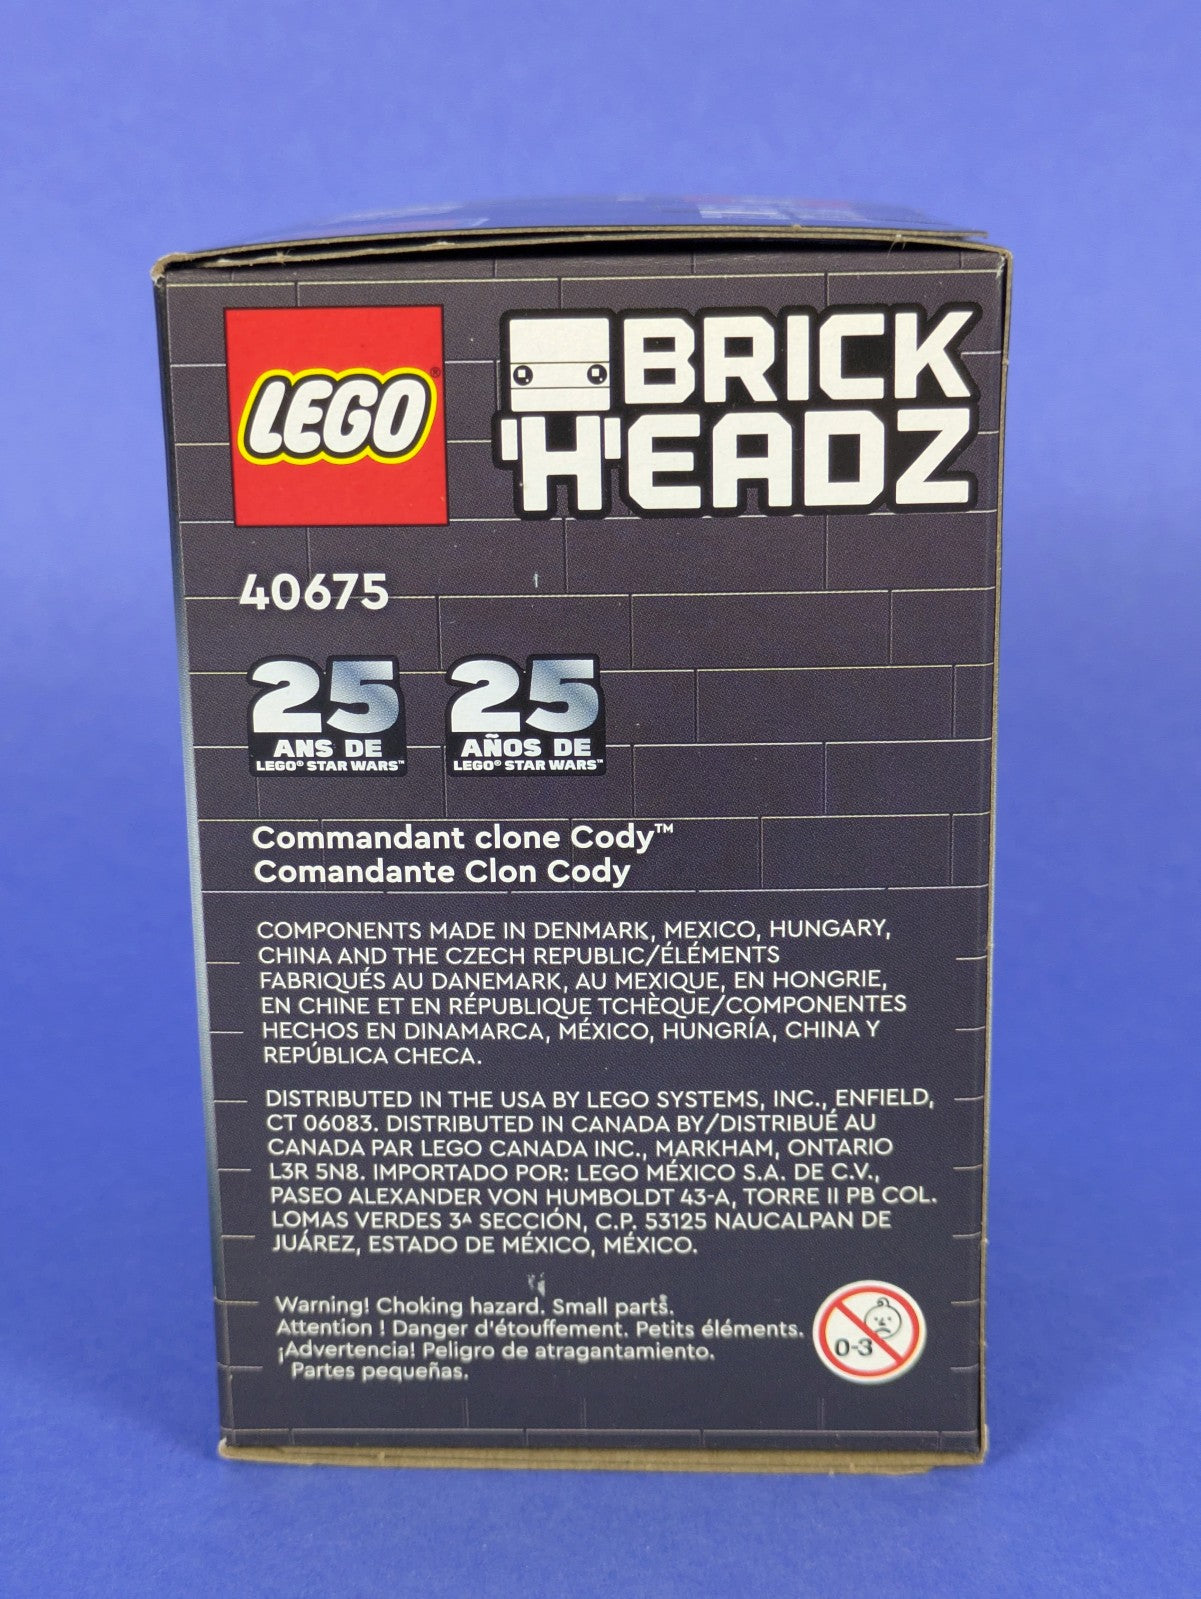 LEGO®
BRICK
'H'EADZ
40675
25 25
ANS DE AÑOS DE
LEGO® STAR WARS™ LEGO® STAR WARS™
Commandant clone Cody™
Comandante Clon Cody
COMPONENTS MADE IN DENMARK, MEXICO, HUNGARY,
CHINA AND THE CZECH REPUBLIC/ÉLÉMENTS
FABRIQUÉS AU DANEMARK, AU MEXIQUE, EN HONGRIE,
EN CHINE ET EN RÉPUBLIQUE TCHÈQUE/COMPONENTES
HECHOS EN DINAMARCA, MÉXICO, HUNGRÍA, CHINA Y
REPÚBLICA CHECA.
DISTRIBUTED IN THE USA BY LEGO SYSTEMS, INC., ENFIELD,
CT 06083. DISTRIBUTED IN CANADA BY/DISTRIBUÉ AU
CANADA PAR LEGO CANADA INC., MARKHAM, ONTARIO
L3R 5N8. IMPORTADO POR: LEGO MÉXICO S.A. DE C.V.,
PASEO ALEXANDER VON HUMBOLDT 43-A, TORRE II PB COL.
LOMAS VERDES 3ᴬ SECCIÓN, C.P. 53125 NAUCALPAN DE
JUÁREZ, ESTADO DE MÉXICO, MÉXICO.
Warning! Choking hazard. Small parts.
Attention ! Danger d'étouffement. Petits éléments.
¡Advertencia! Peligro de atragantamiento.
Partes pequeñas.
0-3